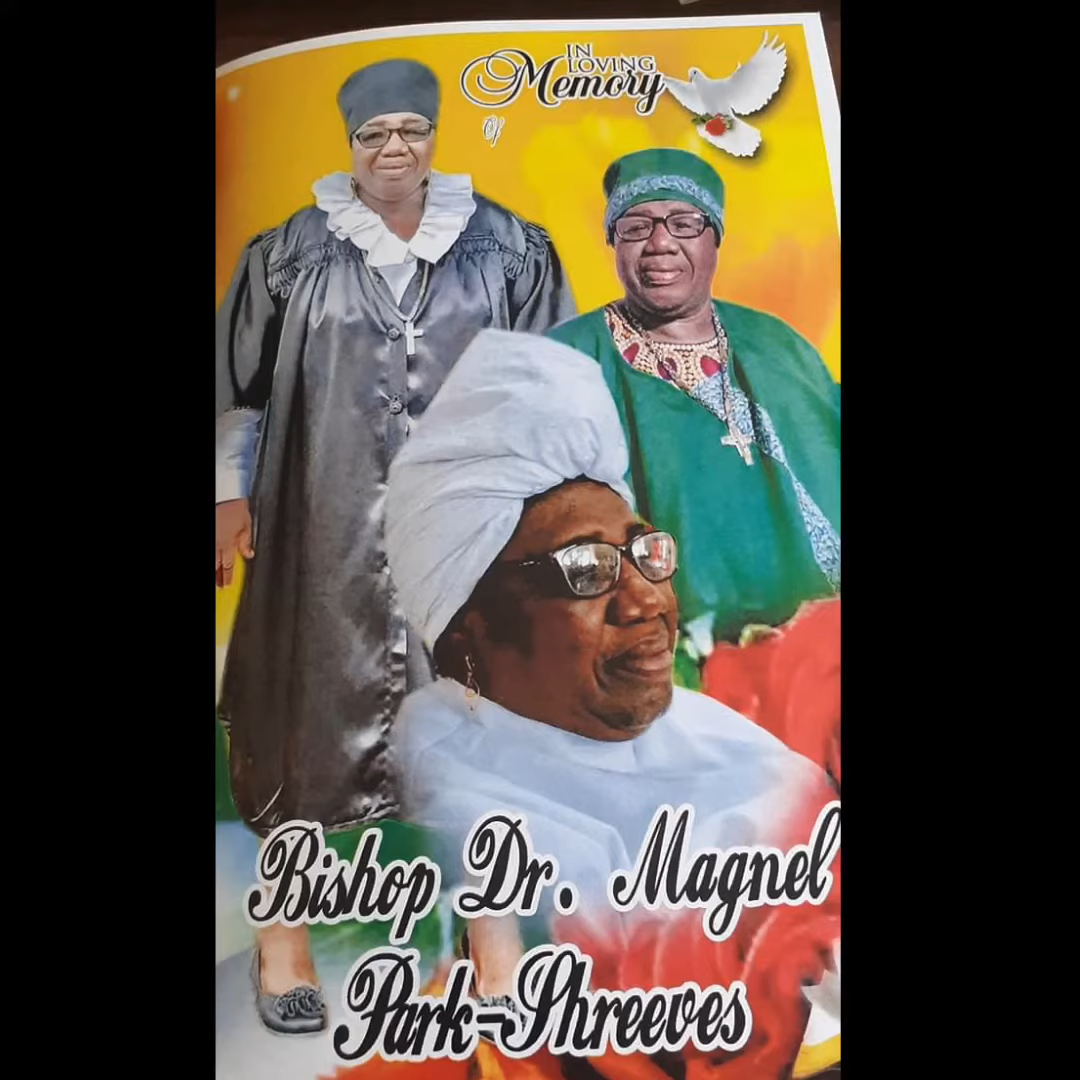 IN
LOVING
Memory
Of
Bishop Dr. Magnel
Park-Shreeves